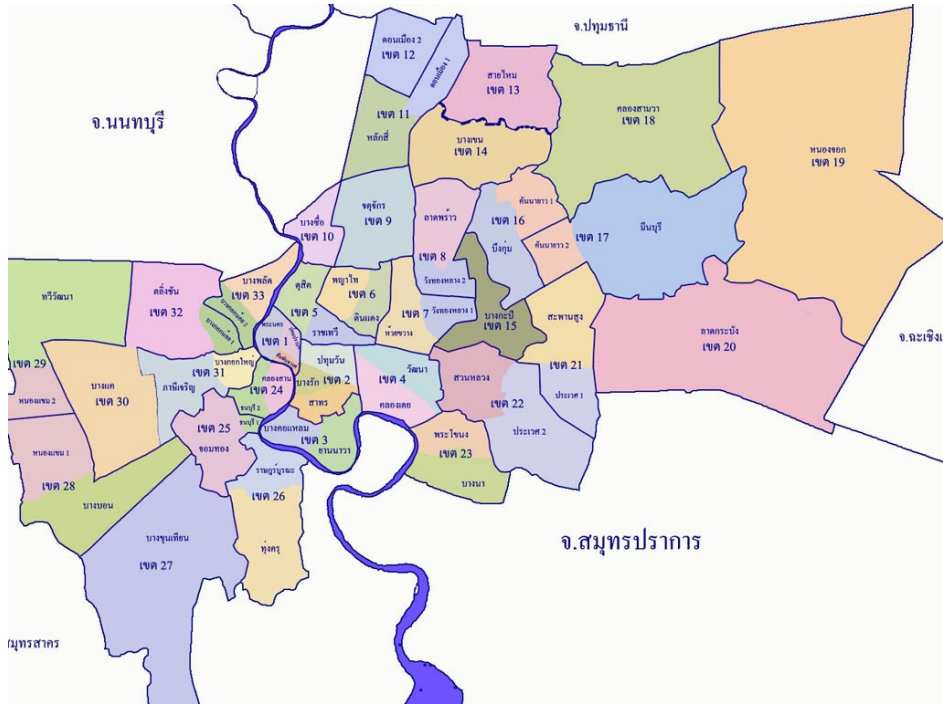 จ.ปทุมธานี
จ.นนทบุรี
ดอนเมือง 2
เขต 12
ดอนเมือง 1
สายไหม
เขต 13
คลองสามวา
เขต 18
หนองจอก
เขต 19
เขต 11
หลักสี่
บางเขน
เขต 14
จตุจักร
เขต 9
บางซื่อ
เขต 10
ลาดพร้าว
เขต 8
เขต 16
บึงกุ่ม
คันนายาว 1
คันนายาว 2
เขต 17
มีนบุรี
ทวีวัฒนา
ตลิ่งชัน
เขต 32
บางพลัด
เขต 33
บางกอกน้อย 2
บางกอกน้อย 1
ดุสิต
เขต 5
พญาไท
เขต 6
ดินแดง
ห้วยขวาง
เขต 7
วังทองหลาง 2
วังทองหลาง 1
บางกะปิ
เขต 15
สะพานสูง
เขต 21
ลาดกระบัง
เขต 20
จ.ฉะเชิงเ
พระนคร
เขต 1
ราชเทวี
เขต 29
หนองแขม 2
บางแค
เขต 30
ภาษีเจริญ
บางกอกใหญ่
เขต 31
คลองสาน
เขต 24
ปทุมวัน
บางรัก
เขต 2
สาทร
วัฒนา
เขต 4
คลองเตย
สวนหลวง
เขต 22
ประเวศ 1
ประเวศ 2
ธนบุรี 2
ธนบุรี 1
บางคอแหลม
เขต 3
ยานนาวา
พระโขนง
เขต 23
บางนา
หนองแขม 1
เขต 28
บางบอน
เขต 25
จอมทอง
ราษฎร์บูรณะ
เขต 26
ทุ่งครุ
บางขุนเทียน
เขต 27
จ.สมุทรปราการ
สมุทรสาคร